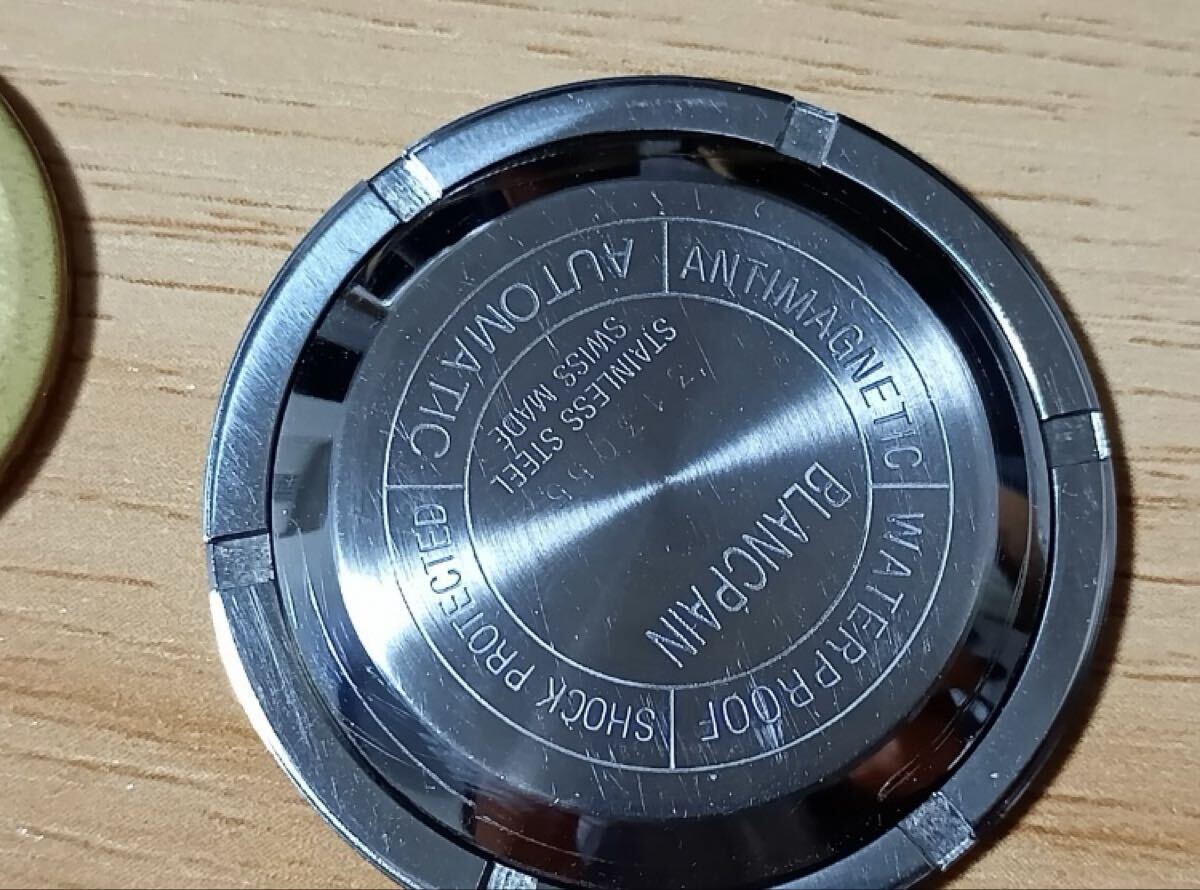 AUTOMATIC
ANTIMAGNETIC
WATERPROOF
SHOCK PROTECTED
STAINLESS STEEL
SWISS MADE
BLANCPAIN